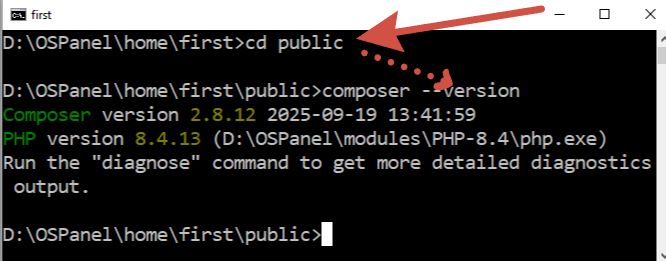 first
D:\OSPanel\home\first>cd public
D:\OSPanel\home\first\public>composer --version
Composer version 2.8.12 2025-09-19 13:41:59
PHP version 8.4.13 (D:\OSPanel\modules\PHP-8.4\php.exe)
Run the "diagnose" command to get more detailed diagnostics
output.
D:\OSPanel\home\first\public>